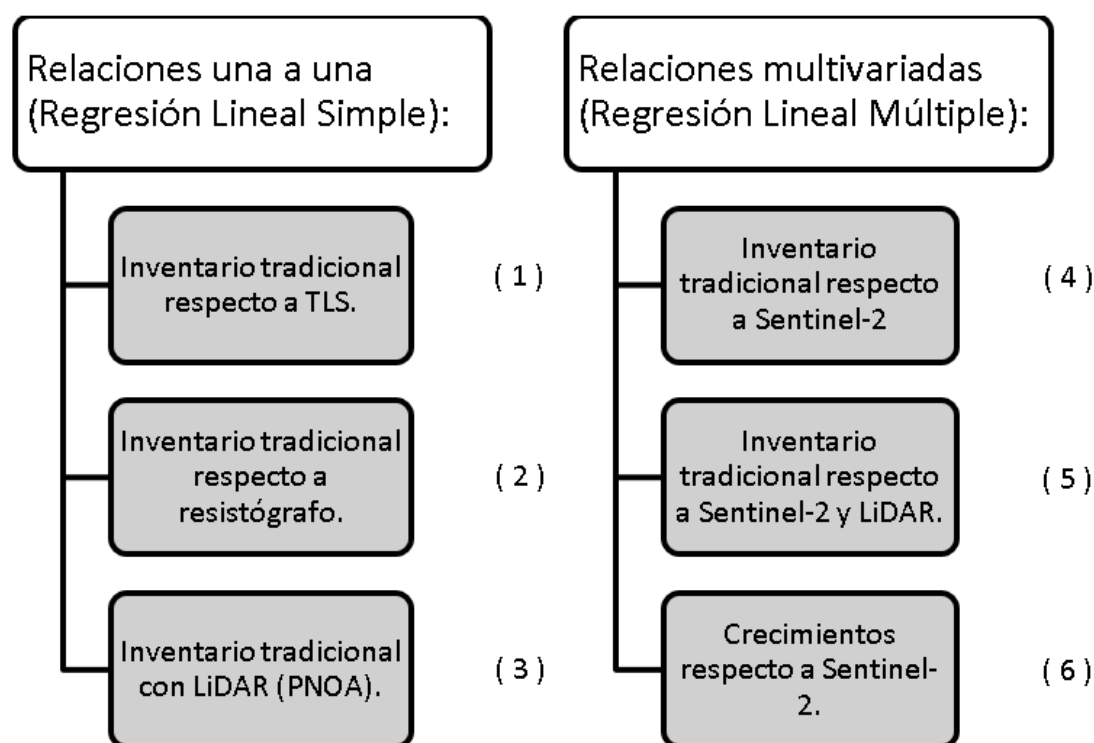 Relaciones una a una
(Regresión Lineal Simple):
Inventario tradicional
respecto a TLS.
( 1 )
Inventario tradicional
respecto a
resistógrafo.
( 2 )
Inventario tradicional
con LiDAR (PNOA).
( 3 )
Relaciones multivariadas
(Regresión Lineal Múltiple):
Inventario
tradicional respecto
a Sentinel-2
( 4 )
Inventario
tradicional respecto
a Sentinel-2 y LiDAR.
( 5 )
Crecimientos
respecto a Sentinel-
2.
( 6 )